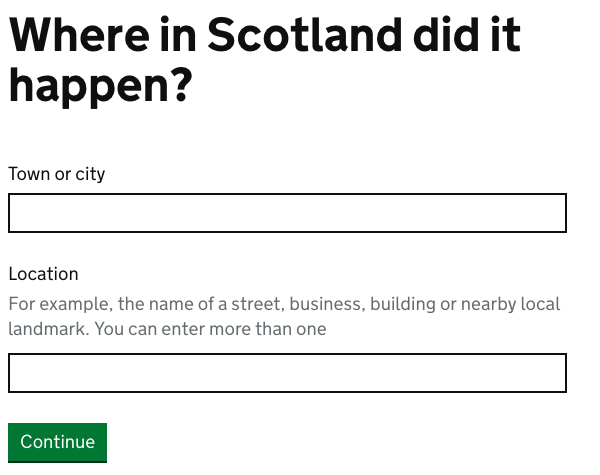 Where in Scotland did it
happen?
Town or city
Location
For example, the name of a street, business, building or nearby local
landmark. You can enter more than one
Continue